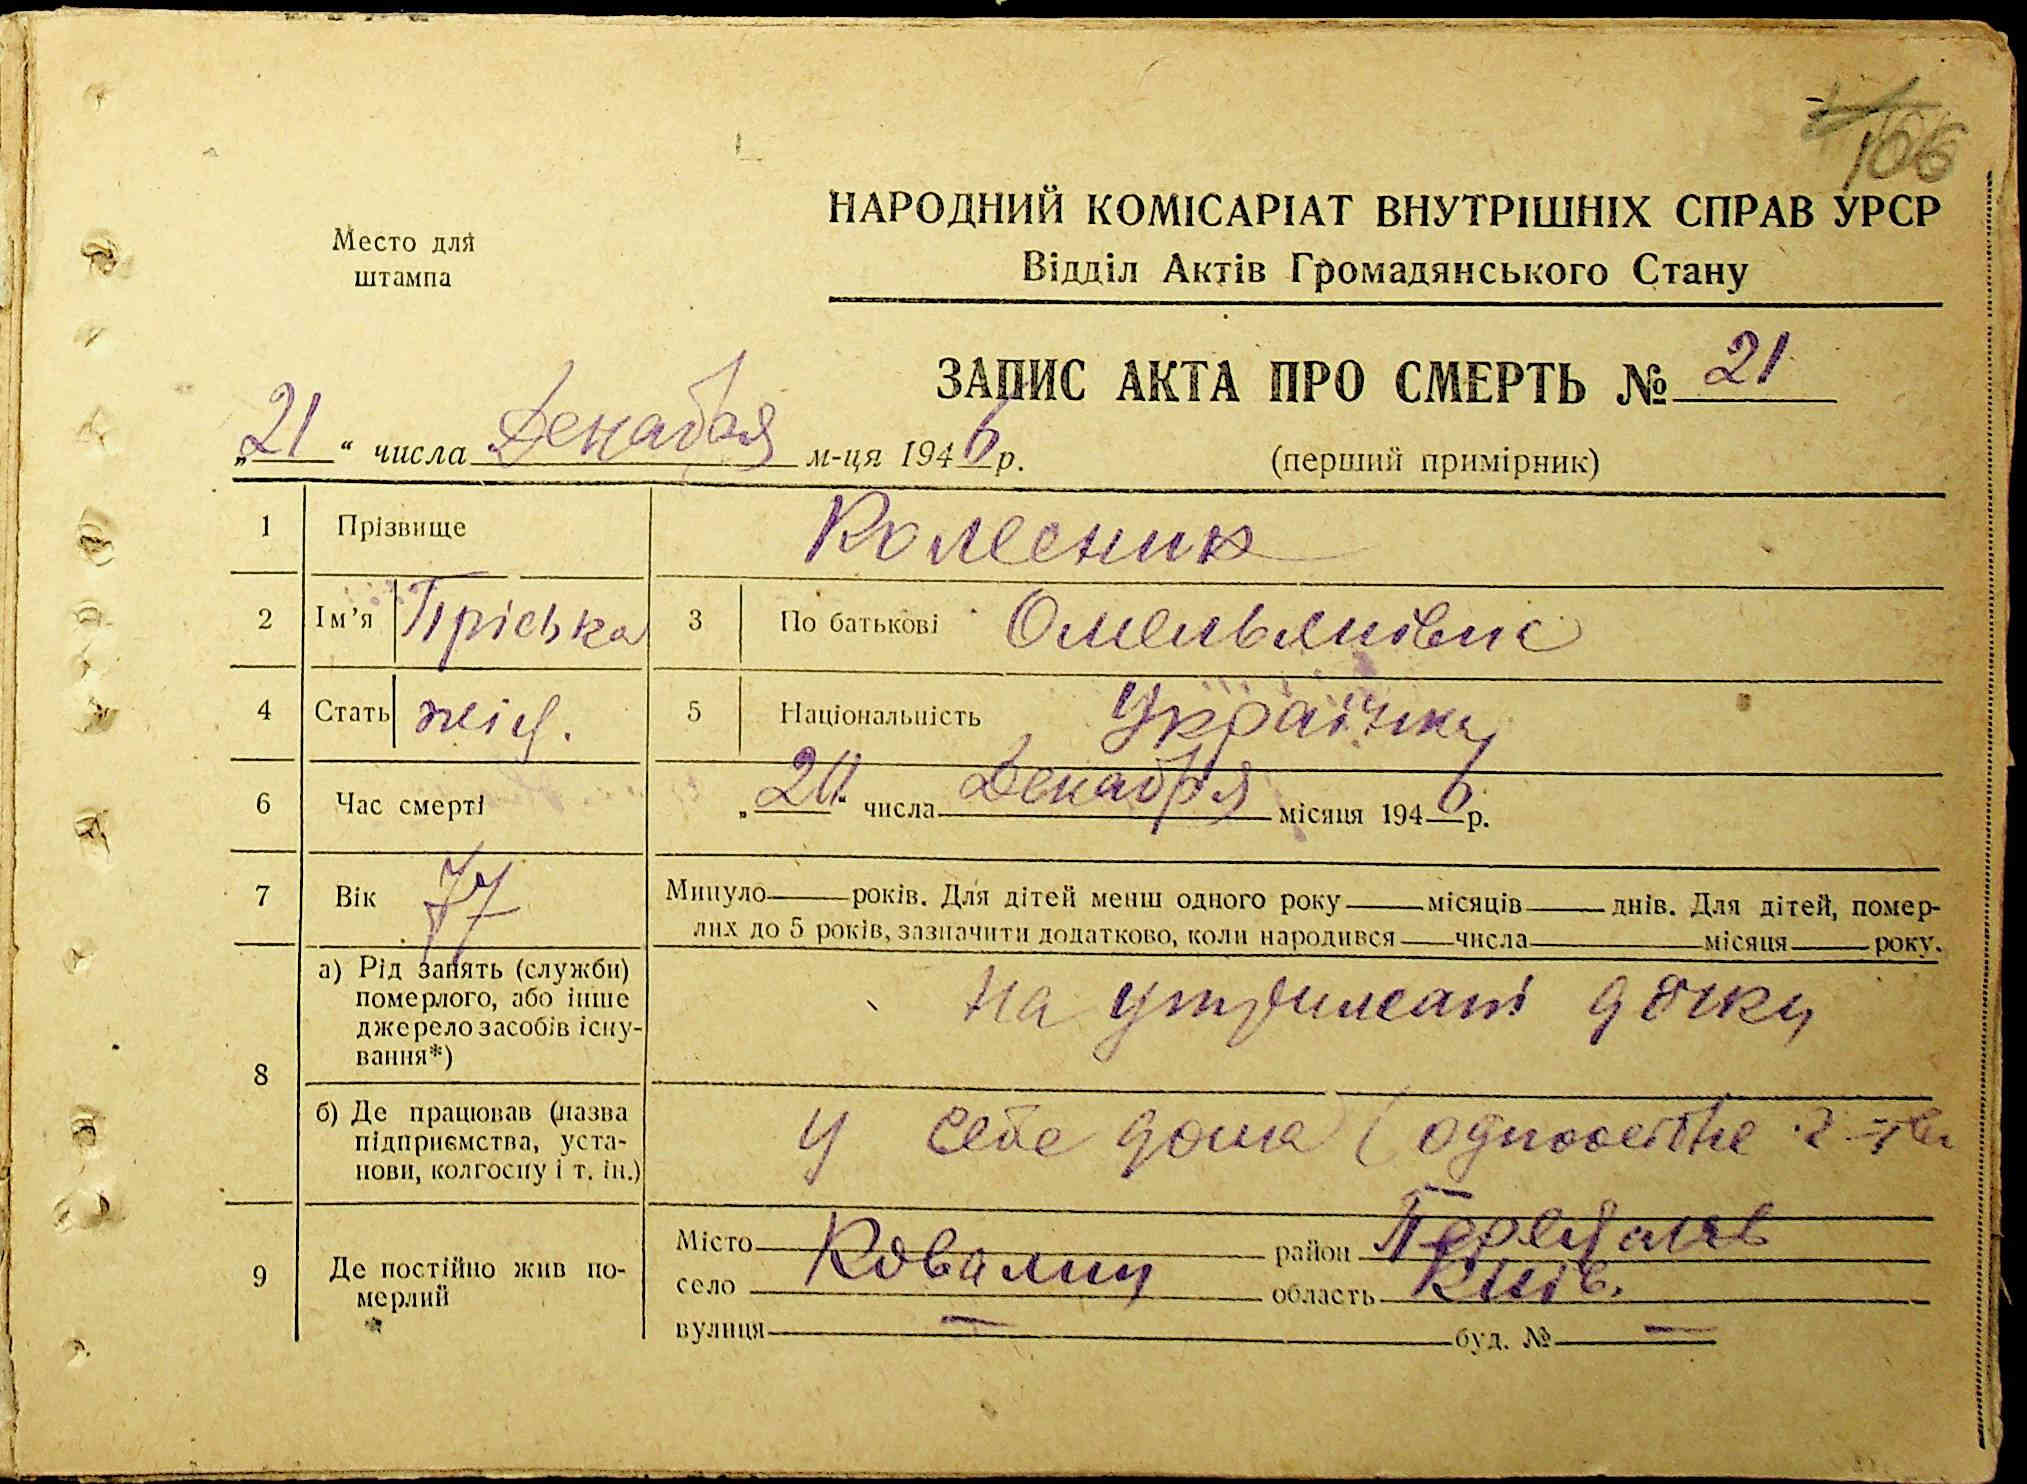 166
Место для
штампа
НАРОДНИЙ КОМІСАРІАТ ВНУТРІШНІХ СПРАВ УРСР
Відділ Актів Громадянського Стану
ЗАПИС АКТА ПРО СМЕРТЬ № 21
„21“ числа Декабря м-ця 1946 р.
(перший примірник)
1 Прізвище Колесник
2 Ім’я Пріська 3 По батькові Омельянівна
4 Стать жін. 5 Національність Українка
6 Час смерті „20“ числа Декабря місяця 1946 р.
7 Вік 77 Минуло року років. Для дітей менш одного року місяців днів. Для дітей, помер-
лих до 5 років, зазначити додатково, коли народився числа місяця року.
8 а) Рід занять (служби)
померлого, або інше
джерело засобів існу-
вання*)
на утриманні дочки
б) Де працював (назва
підприємства, уста-
нови, колгоспу і т. ін.)
у себе дома (одноосібне г-тво
9 Де постійно жив по-
мерлий
Місто район Переяслів
село Ковалин область Київ.
вулиця — буд. № —